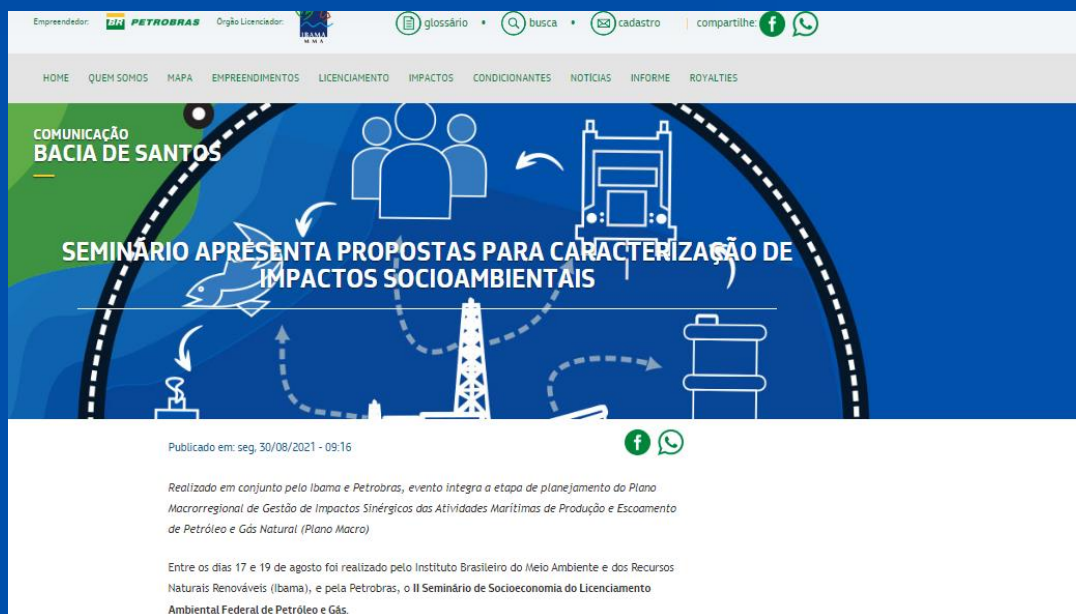 Empreendedor: BR PETROBRAS Órgão Licenciador: IBAMA MMA glossário • busca • cadastro compartilhe:
HOME QUEM SOMOS MAPA EMPREENDIMENTOS LICENCIAMENTO IMPACTOS CONDICIONANTES NOTÍCIAS INFORME ROYALTIES
COMUNICAÇÃO
BACIA DE SANTOS
SEMINÁRIO APRESENTA PROPOSTAS PARA CARACTERIZAÇÃO DE
IMPACTOS SOCIOAMBIENTAIS
Publicado em: seg, 30/08/2021 - 09:16
Realizado em conjunto pelo Ibama e Petrobras, evento integra a etapa de planejamento do Plano
Macrorregional de Gestão de Impactos Sinérgicos das Atividades Marítimas de Produção e Escoamento
de Petróleo e Gás Natural (Plano Macro)
Entre os dias 17 e 19 de agosto foi realizado pelo Instituto Brasileiro do Meio Ambiente e dos Recursos
Naturais Renováveis (Ibama), e pela Petrobras, o II Seminário de Socioeconomia do Licenciamento
Ambiental Federal de Petróleo e Gás.